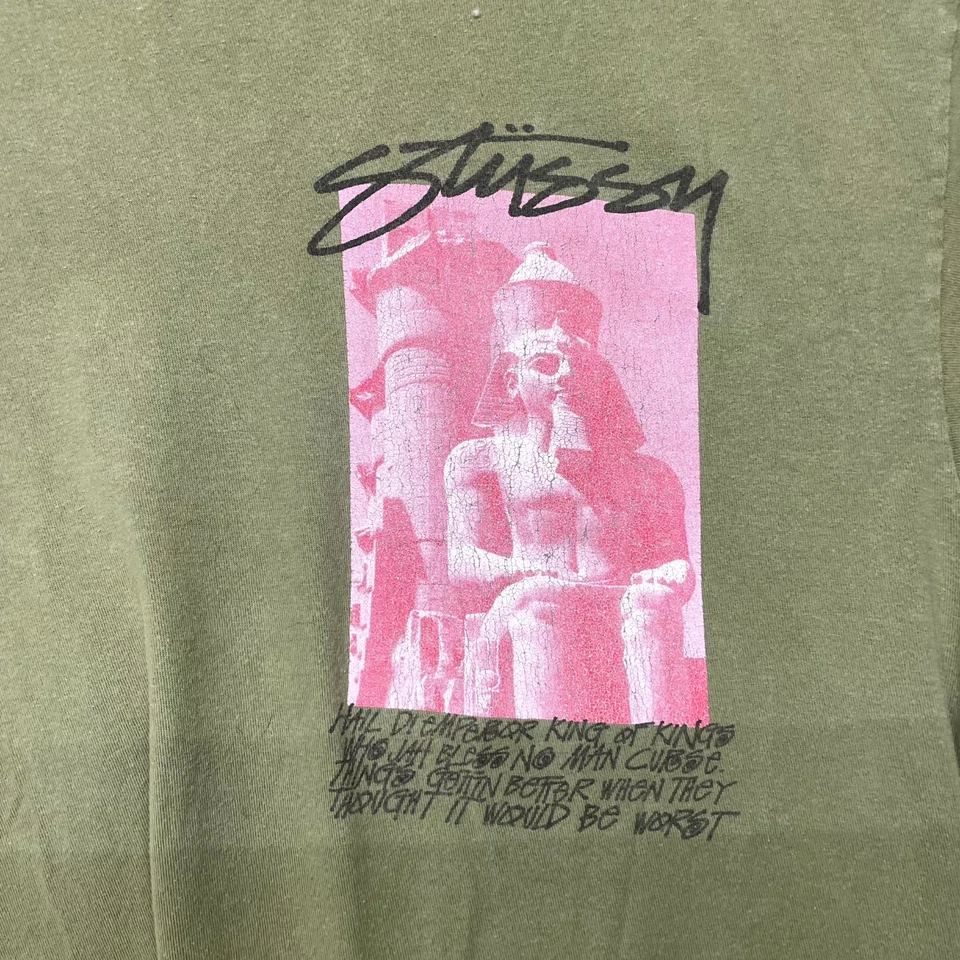 Stüssy
HAIL DI EMPEROR KING OF KINGS
WHO JAH BLESS NO MAN CURSE.
THINGS GETTIN BETTER WHEN THEY
THOUGHT IT WOULD BE WORST